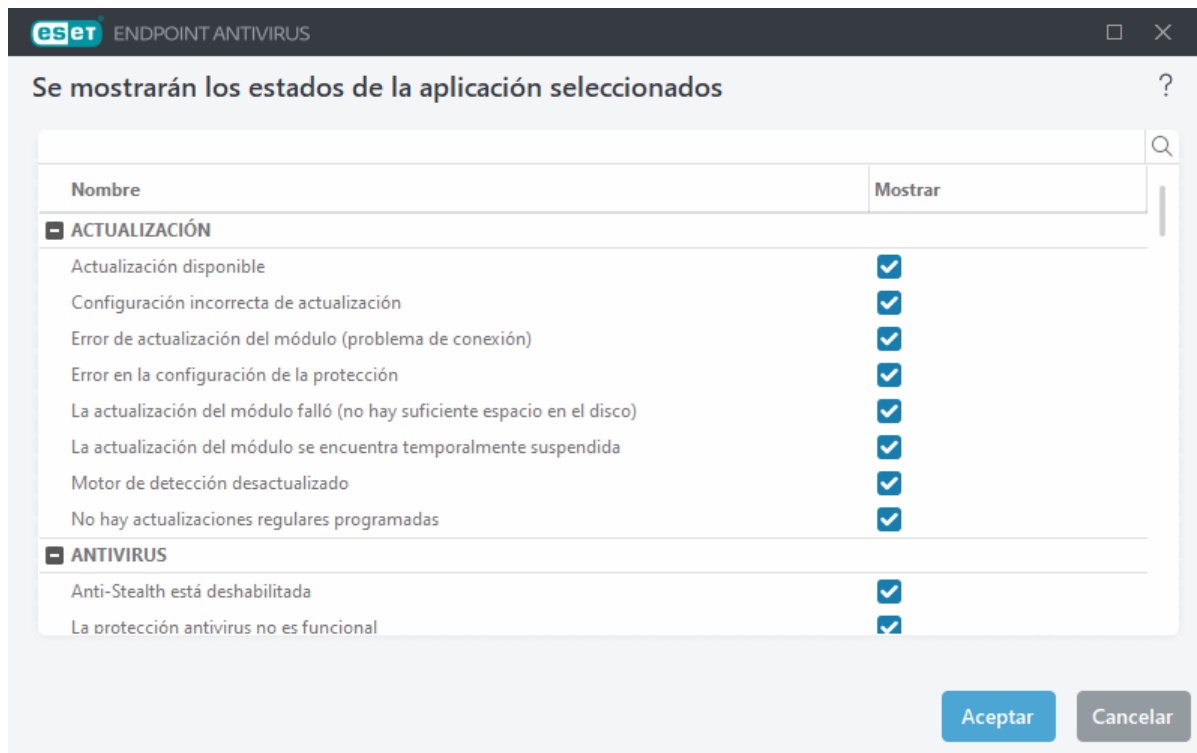 eset ENDPOINT ANTIVIRUS
Se mostrarán los estados de la aplicación seleccionados ?
Nombre Mostrar
ACTUALIZACIÓN
Actualización disponible
Configuración incorrecta de actualización
Error de actualización del módulo (problema de conexión)
Error en la configuración de la protección
La actualización del módulo falló (no hay suficiente espacio en el disco)
La actualización del módulo se encuentra temporalmente suspendida
Motor de detección desactualizado
No hay actualizaciones regulares programadas
ANTIVIRUS
Anti-Stealth está deshabilitada
La protección antivirus no es funcional
Aceptar Cancelar